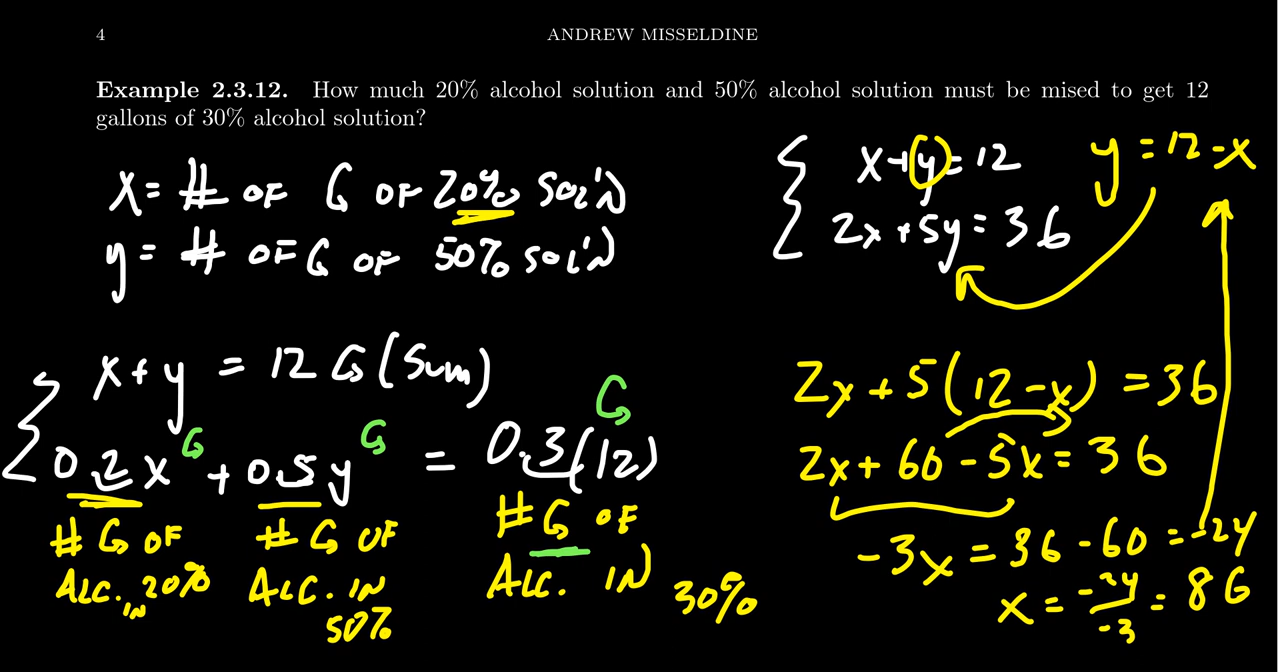 4 ANDREW MISSELDINE
Example 2.3.12. How much 20% alcohol solution and 50% alcohol solution must be mised to get 12
gallons of 30% alcohol solution?
x = # OF G OF 20% SOL'N
y = # OF G OF 50% SOL'N
x + y = 12 G (SUM)
0.2x G + 0.5y G = 0.3(12) G
# G OF
ALC. IN 20%
# G OF
ALC. IN
50%
# G OF
ALC. IN 30%
x + y = 12
y = 12 - x
2x + 5y = 36
2x + 5(12 - x) = 36
2x + 60 - 5x = 36
-3x = 36 - 60 = -24
x = -24/-3 = 8 G